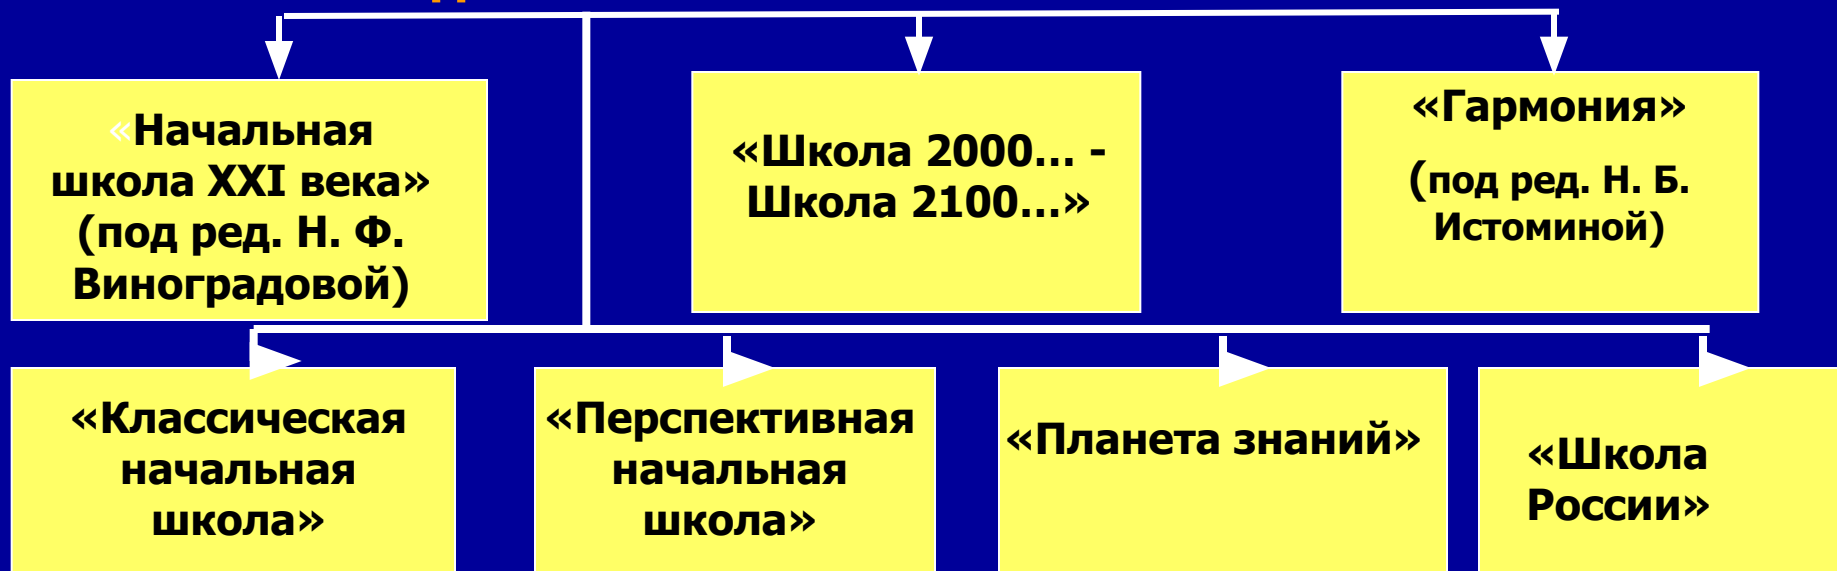 «Начальная
школа XXI века»
(под ред. Н. Ф.
Виноградовой)
«Школа 2000... -
Школа 2100...»
«Гармония»
(под ред. Н. Б.
Истоминой)
«Классическая
начальная
школа»
«Перспективная
начальная
школа»
«Планета знаний»
«Школа
России»